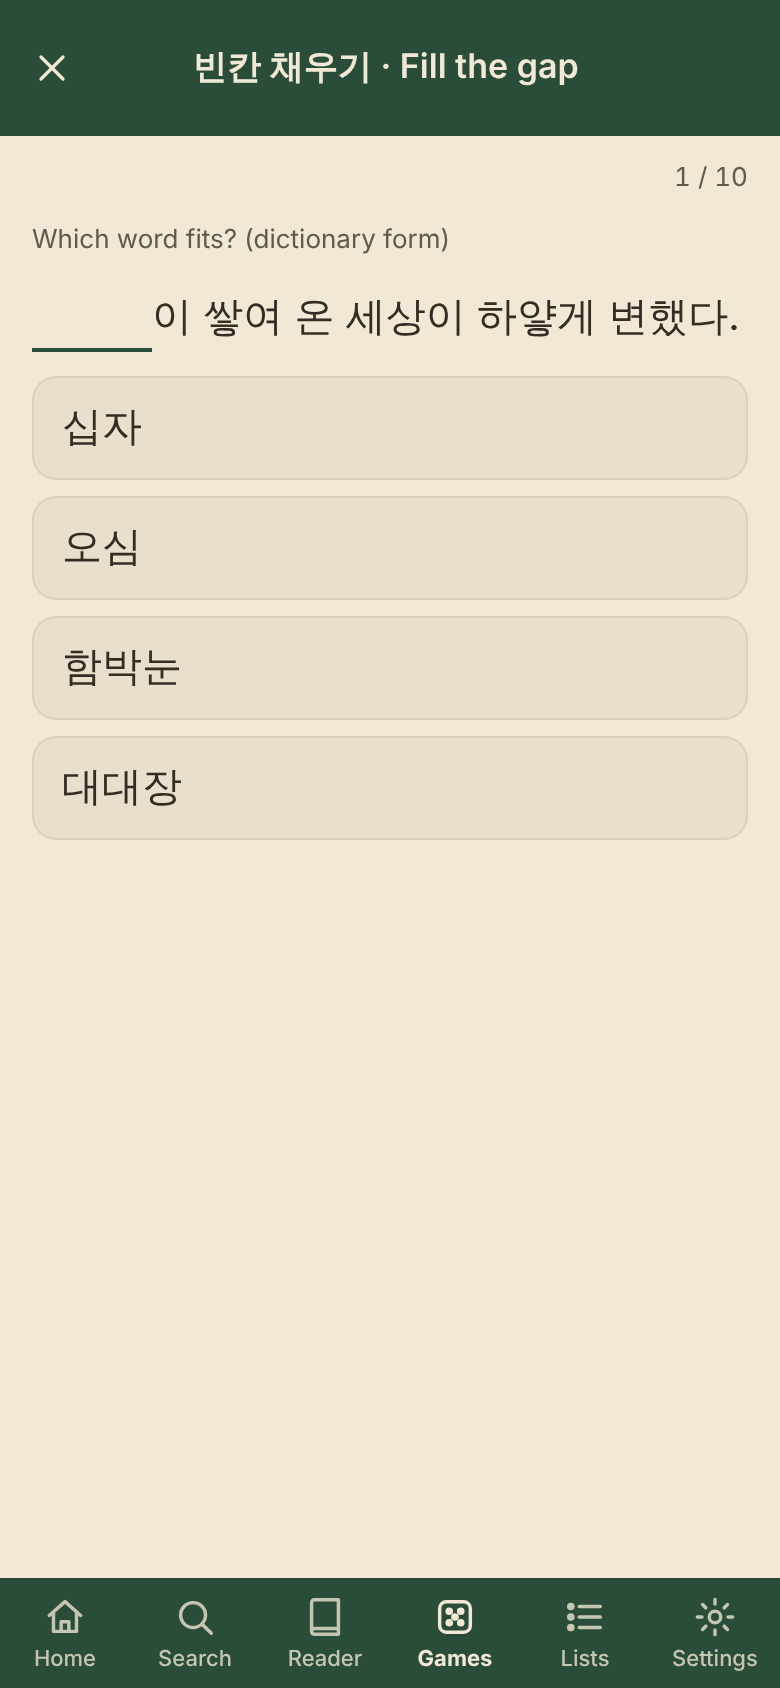 빈칸 채우기 · Fill the gap
1 / 10
Which word fits? (dictionary form)
이 쌓여 온 세상이 하얗게 변했다.
십자
오심
함박눈
대대장
Home Search Reader Games Lists Settings